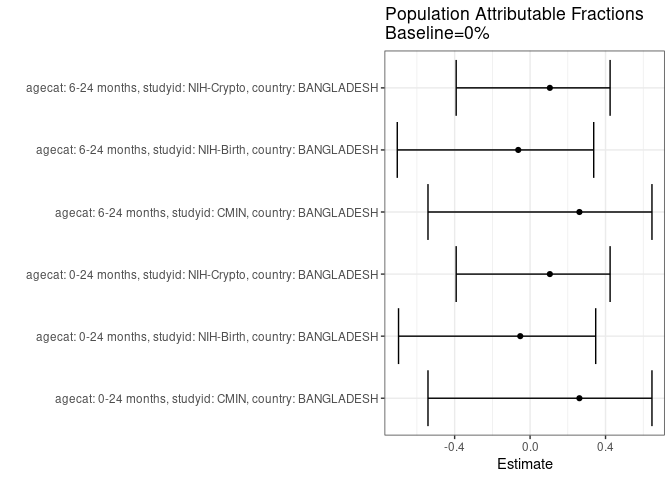 Population Attributable Fractions
Baseline=0%
agecat: 6-24 months, studyid: NIH-Crypto, country: BANGLADESH
agecat: 6-24 months, studyid: NIH-Birth, country: BANGLADESH
agecat: 6-24 months, studyid: CMIN, country: BANGLADESH
agecat: 0-24 months, studyid: NIH-Crypto, country: BANGLADESH
agecat: 0-24 months, studyid: NIH-Birth, country: BANGLADESH
agecat: 0-24 months, studyid: CMIN, country: BANGLADESH
-0.4 0.0 0.4
Estimate